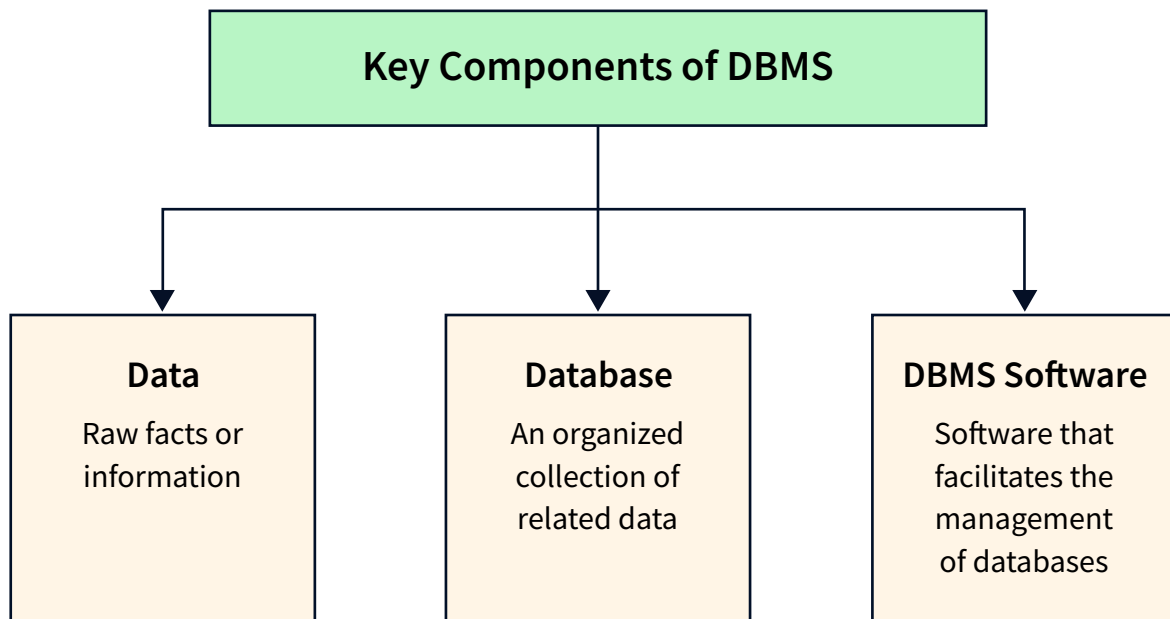 Key Components of DBMS
Data
Raw facts or
information
Database
An organized
collection of
related data
DBMS Software
Software that
facilitates the
management
of databases